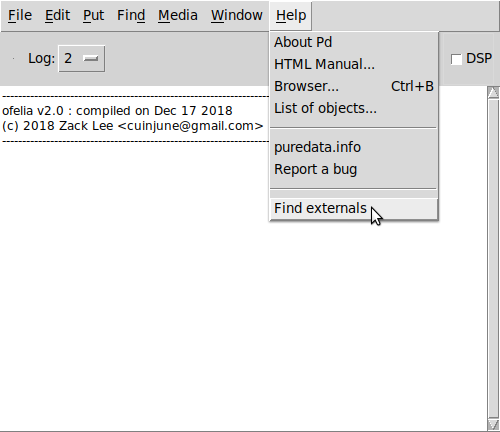 File Edit Put Find Media Window Help
Log: 2
DSP
About Pd
HTML Manual...
Browser... Ctrl+B
List of objects...
puredata.info
Report a bug
Find externals
------------------------------------------------------------
ofelia v2.0 : compiled on Dec 17 2018
(c) 2018 Zack Lee <cuinjune@gmail.com>
------------------------------------------------------------